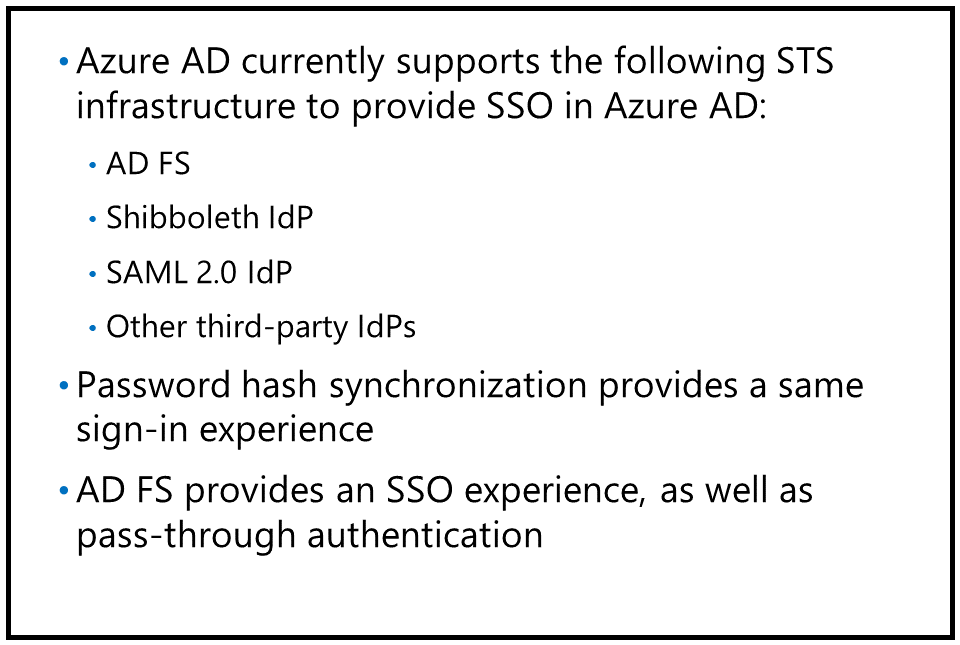 • Azure AD currently supports the following STS
infrastructure to provide SSO in Azure AD:
• AD FS
• Shibboleth IdP
• SAML 2.0 IdP
• Other third-party IdPs
• Password hash synchronization provides a same
sign-in experience
• AD FS provides an SSO experience, as well as
pass-through authentication